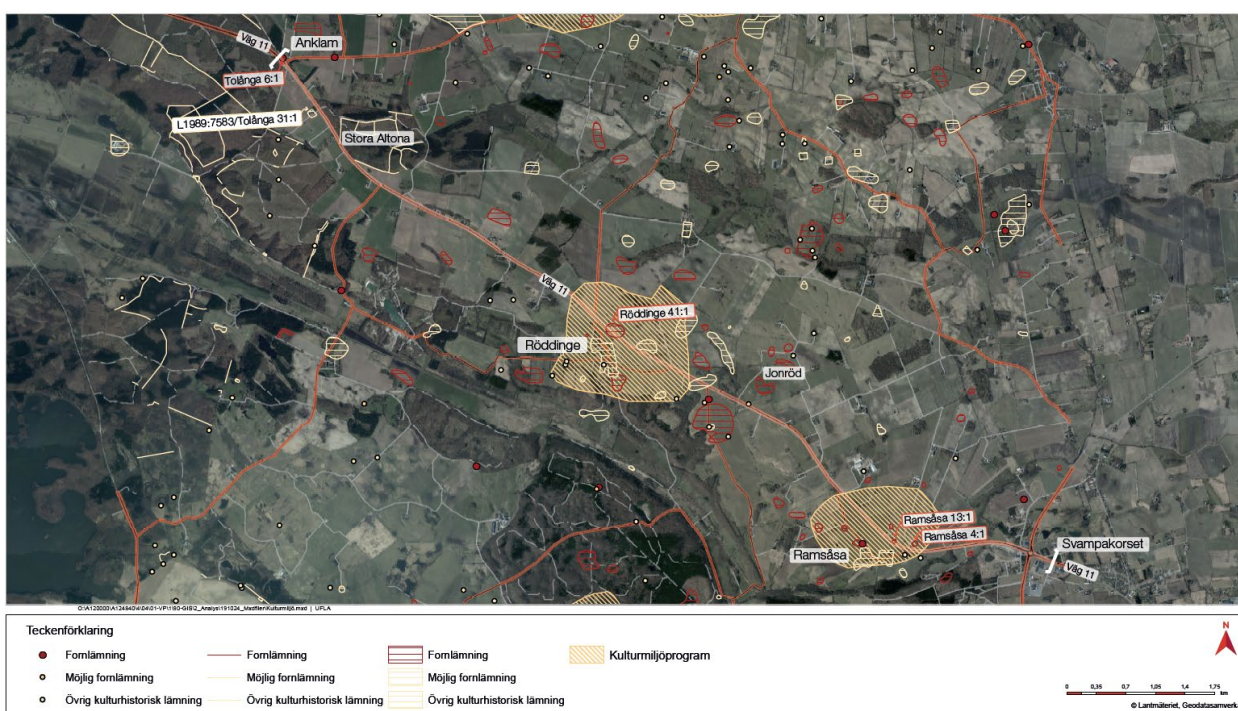 Väg 11
Anklam
Tolånga 6:1
L1989:7583/Tolånga 31:1
Stora Altona
Väg 11
Röddinge 41:1
Röddinge
Jonröd
Ramsåsa 13:1
Ramsåsa 4:1
Ramsåsa
Svampakorset
Väg 11
Teckenförklaring
Fornlämning Fornlämning Fornlämning Kulturmiljöprogram
Möjlig fornlämning Möjlig fornlämning Möjlig fornlämning
Övrig kulturhistorisk lämning Övrig kulturhistorisk lämning Övrig kulturhistorisk lämning
N
0 0,35 0,7 1,05 1,4 1,75
km
© Lantmäteriet, Geodatasamverk